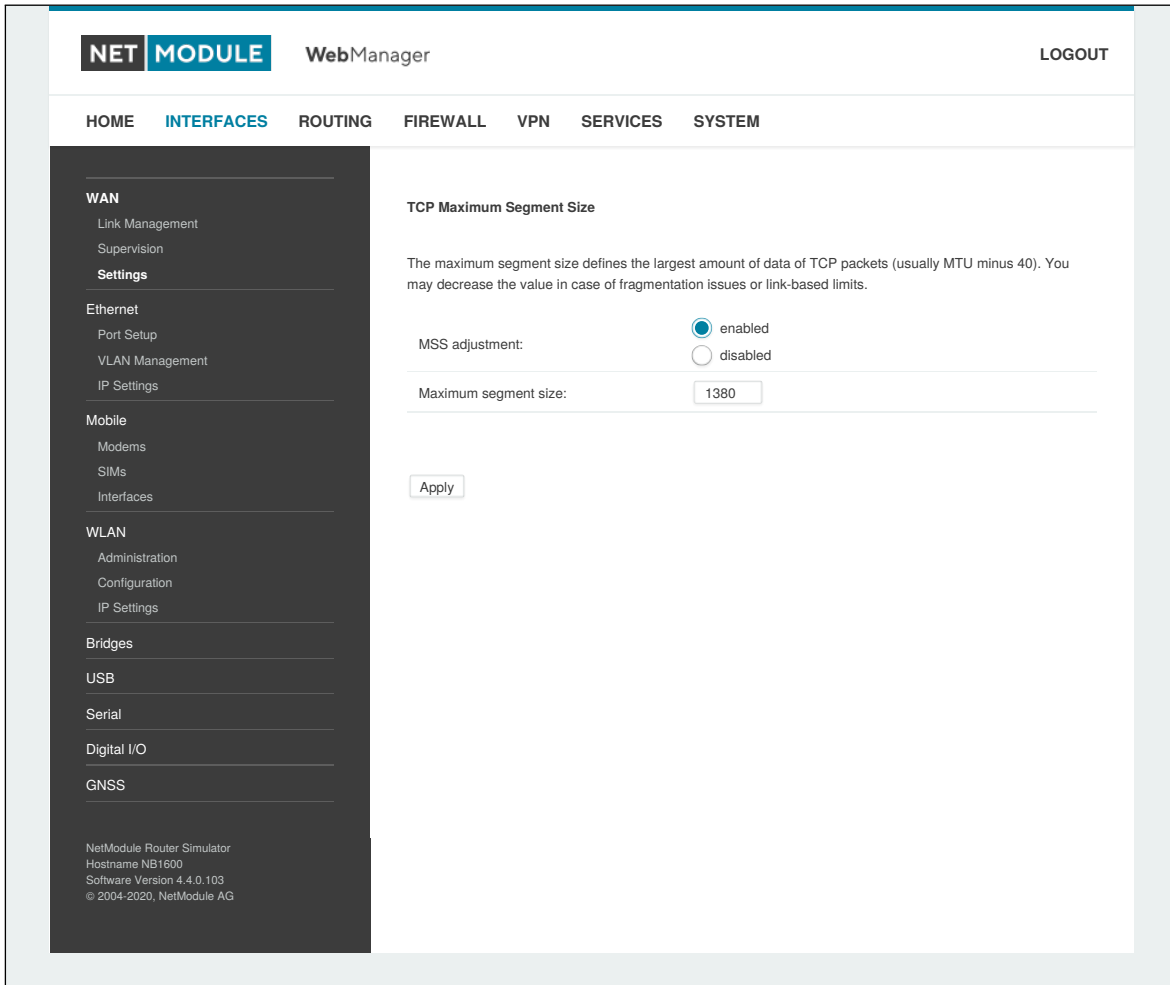 NET MODULE WebManager LOGOUT
HOME INTERFACES ROUTING FIREWALL VPN SERVICES SYSTEM
WAN
Link Management
Supervision
Settings
Ethernet
Port Setup
VLAN Management
IP Settings
Mobile
Modems
SIMs
Interfaces
WLAN
Administration
Configuration
IP Settings
Bridges
USB
Serial
Digital I/O
GNSS
NetModule Router Simulator
Hostname NB1600
Software Version 4.4.0.103
© 2004-2020, NetModule AG
TCP Maximum Segment Size
The maximum segment size defines the largest amount of data of TCP packets (usually MTU minus 40). You
may decrease the value in case of fragmentation issues or link-based limits.
MSS adjustment:
enabled
disabled
Maximum segment size: 1380
Apply